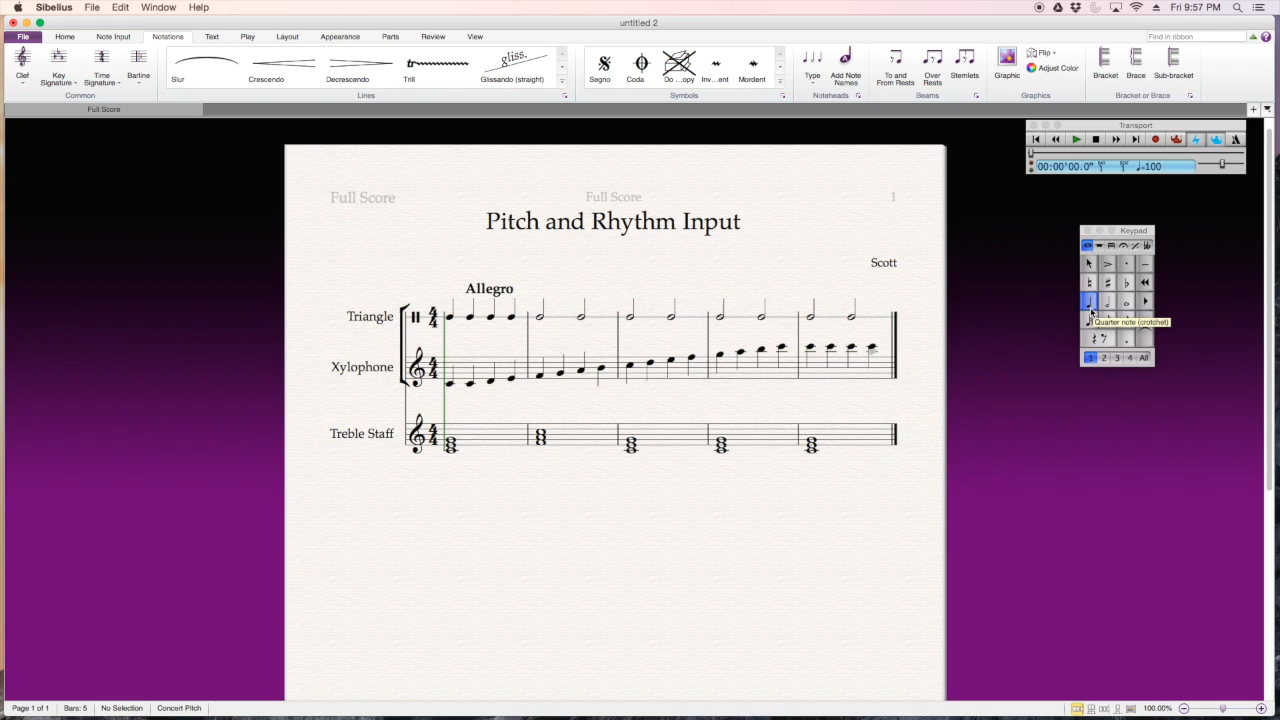 Sibelius File Edit Window Help
Fri 9:57 PM
untitled 2
File Home Note Input Notations Text Play Layout Appearance Parts Review View
Find in ribbon
gliss.
Clef Key Signature Time Signature Barline
Slur Crescendo Decrescendo Trill Glissando (straight)
Segno Coda Do ...opy Inv...ent Mordent
Type Add Note Names
To and From Rests Over Rests Stemlets
Graphic Flip Adjust Color
Bracket Brace Sub-bracket
Common Lines Symbols Noteheads Beams Graphics Bracket or Brace
Full Score
Transport
00:00'00.0" BAR 1 BEAT 1 =100
Keypad
Full Score Full Score 1
Pitch and Rhythm Input
Scott
Allegro
Triangle
Xylophone
Treble Staff
Quarter note (crotchet)
1 2 3 4 All
Page 1 of 1 Bars: 5 No Selection Concert Pitch 100.00%